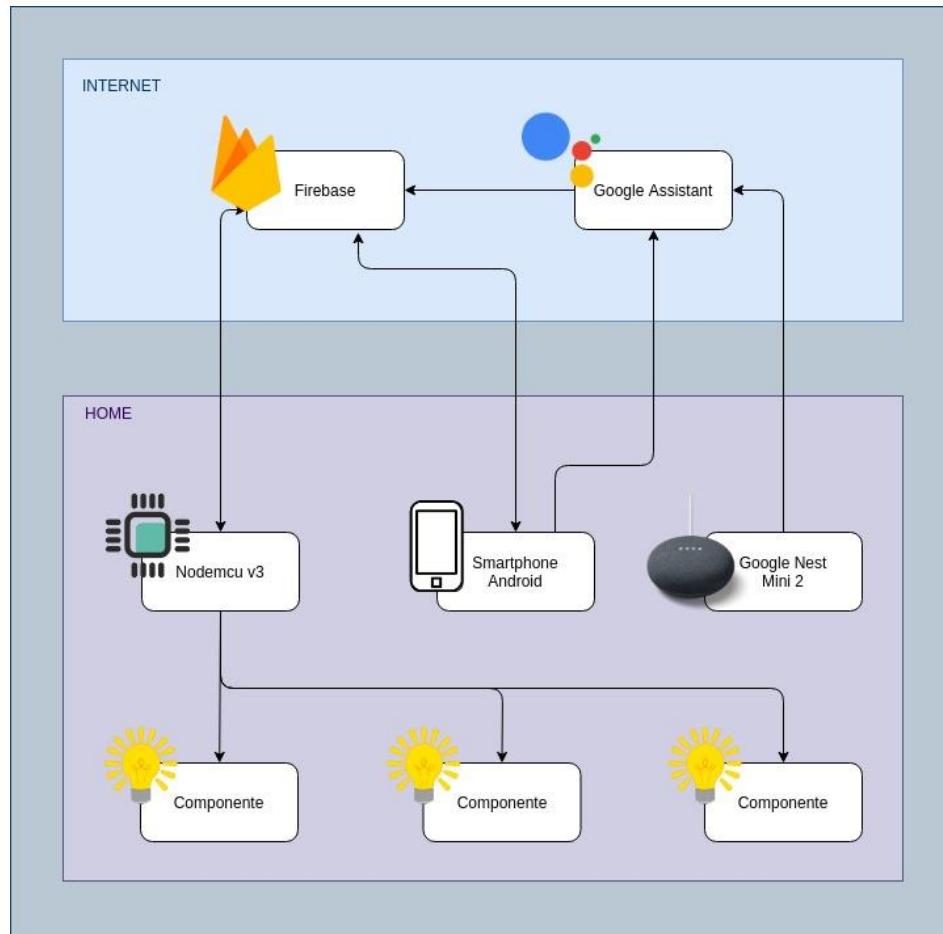 INTERNET
Firebase
Google Assistant
HOME
Nodemcu v3
Smartphone
Android
Google Nest
Mini 2
Componente
Componente
Componente